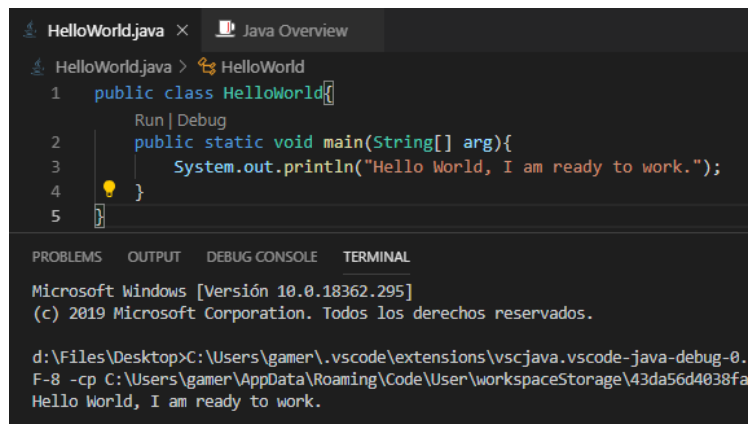 HelloWorld.java × Java Overview
HelloWorld.java > HelloWorld
1 public class HelloWorld{
Run | Debug
2 public static void main(String[] arg){
3 System.out.println("Hello World, I am ready to work.");
4 }
5 }
PROBLEMS OUTPUT DEBUG CONSOLE TERMINAL
Microsoft Windows [Versión 10.0.18362.295]
(c) 2019 Microsoft Corporation. Todos los derechos reservados.
d:\Files\Desktop>C:\Users\gamer\.vscode\extensions\vscjava.vscode-java-debug-0.
F-8 -cp C:\Users\gamer\AppData\Roaming\Code\User\workspaceStorage\43da56d4038fa
Hello World, I am ready to work.